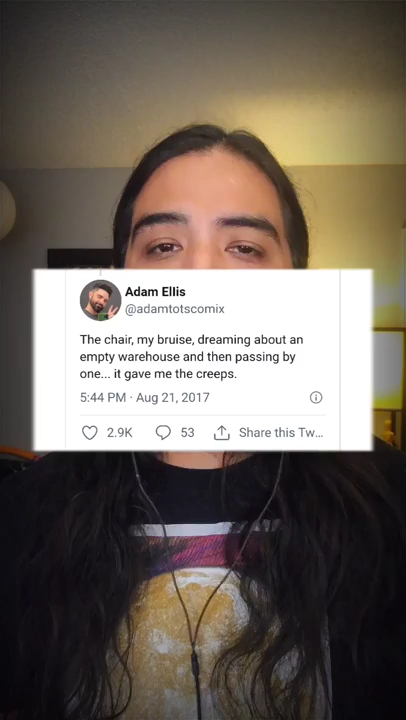 Adam Ellis
@adamtotscomix
The chair, my bruise, dreaming about an
empty warehouse and then passing by
one... it gave me the creeps.
5:44 PM · Aug 21, 2017
2.9K 53 Share this Tw...